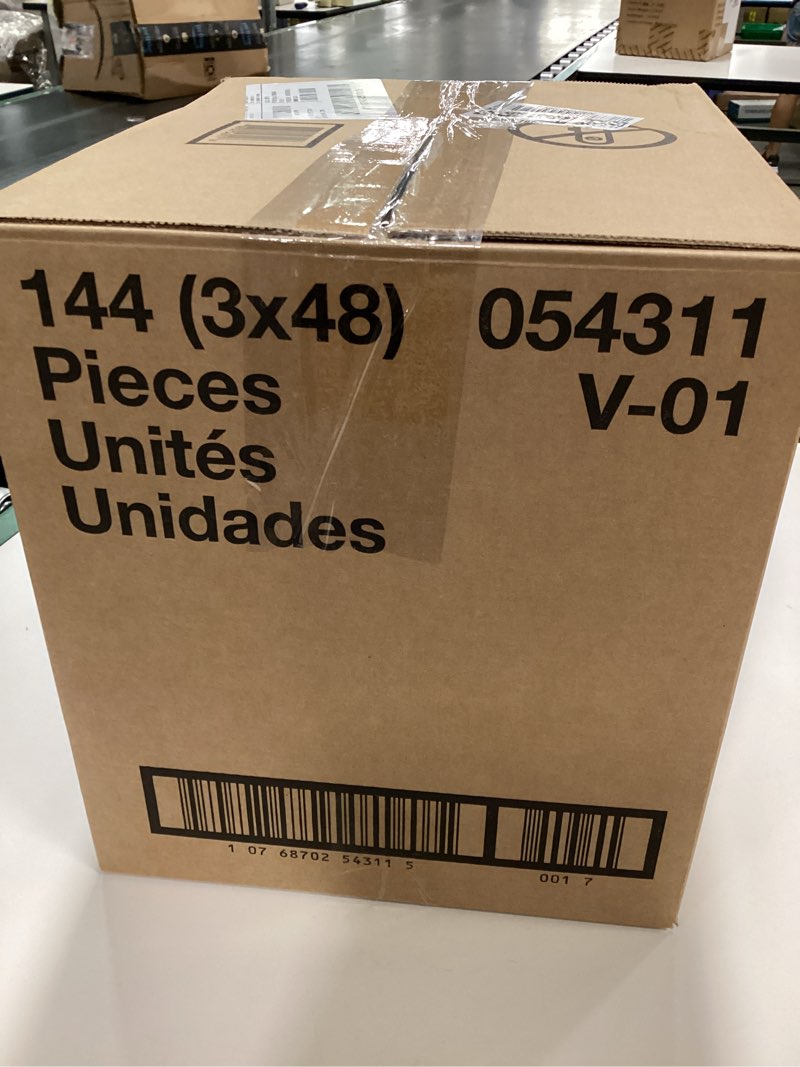 144 (3x48) 054311
Pieces V-01
Unités
Unidades
1 07 68702 54311 5
001 7